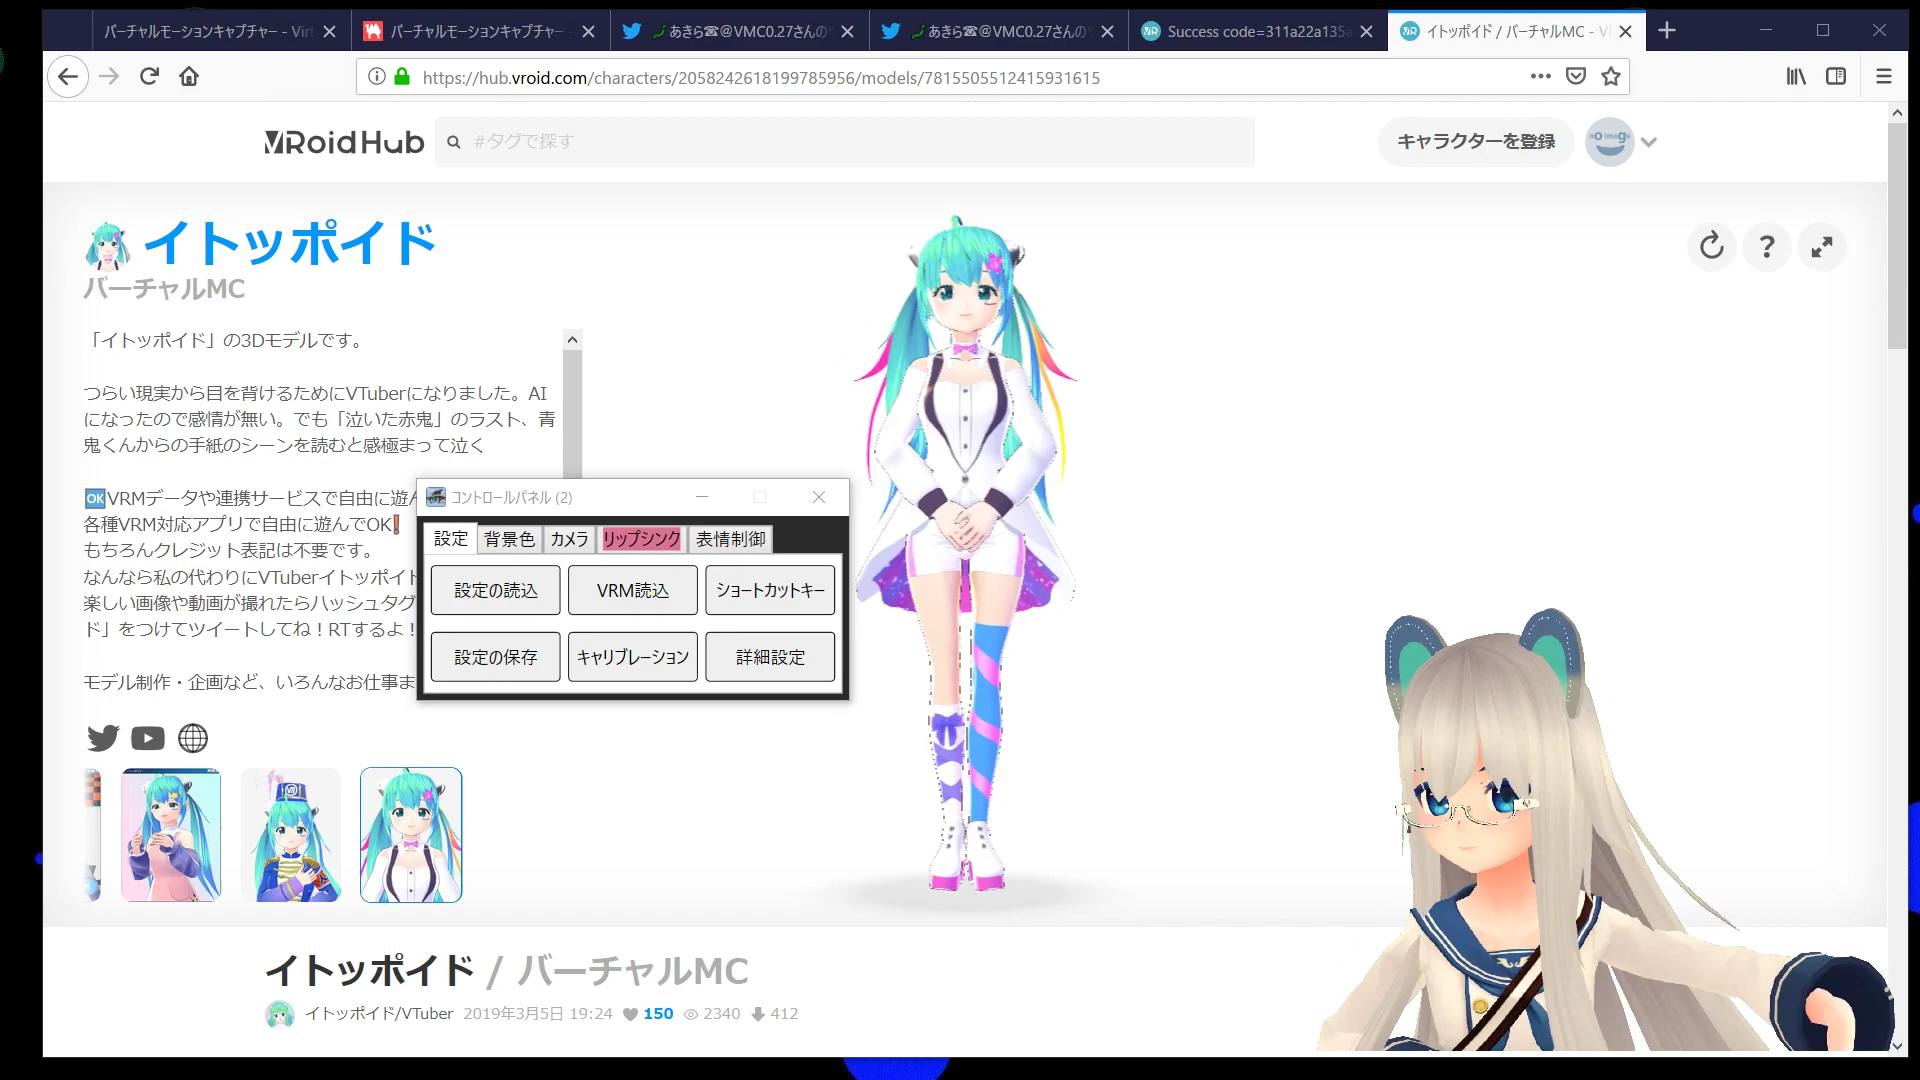 バーチャルモーションキャプチャー - Virt
バーチャルモーションキャプチャー -
あきら☎@VMC0.27さんの
あきら☎@VMC0.27さんの
Success code=311a22a135a
イトッポイド / バーチャルMC - V
https://hub.vroid.com/characters/2058242618199785956/models/7815505512415931615
VRoidHub
#タグで探す
キャラクターを登録
no image
イトッポイド
バーチャルMC
「イトッポイド」の3Dモデルです。
つらい現実から目を背けるためにVTuberになりました。AI
になったので感情が無い。でも「泣いた赤鬼」のラスト、青
鬼くんからの手紙のシーンを読むと感極まって泣く
🆗VRMデータや連携サービスで自由に遊ん
各種VRM対応アプリで自由に遊んでOK❗
もちろんクレジット表記は不要です。
なんなら私の代わりにVTuberイトッポイド
楽しい画像や動画が撮れたらハッシュタグ
ド」をつけてツイートしてね！RTするよ！
モデル制作・企画など、いろんなお仕事ま
コントロールパネル (2)
設定 背景色 カメラ リップシンク 表情制御
設定の読込 VRM読込 ショートカットキー
設定の保存 キャリブレーション 詳細設定
イトッポイド / バーチャルMC
イトッポイド/VTuber 2019年3月5日 19:24 150 2340 412